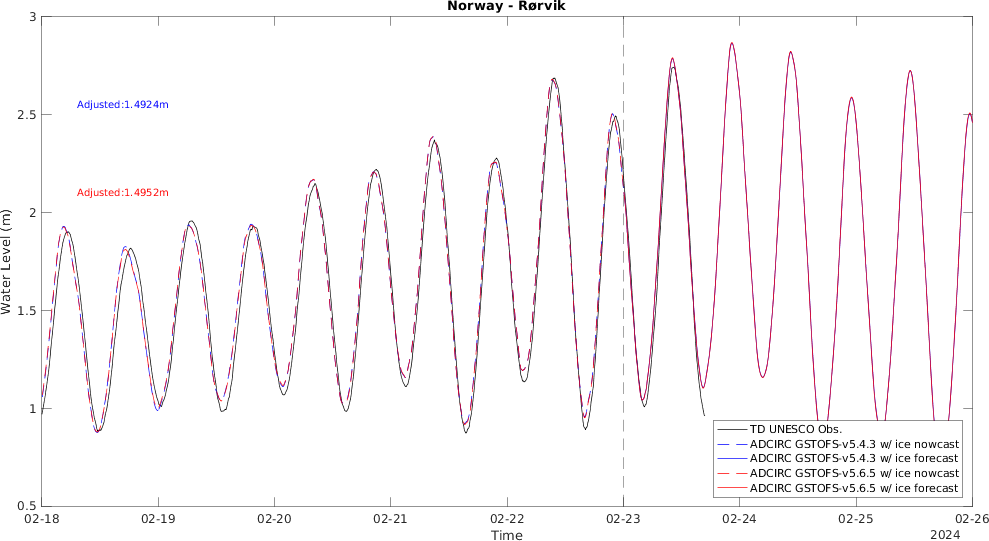 Norway - Rørvik
3
Adjusted:1.4924m
2.5
Adjusted:1.4952m
2
Water Level (m)
1.5
1
TD UNESCO Obs.
ADCIRC GSTOFS-v5.4.3 w/ ice nowcast
ADCIRC GSTOFS-v5.4.3 w/ ice forecast
ADCIRC GSTOFS-v5.6.5 w/ ice nowcast
ADCIRC GSTOFS-v5.6.5 w/ ice forecast
0.5
02-18 02-19 02-20 02-21 02-22 02-23 02-24 02-25 02-26
Time
2024